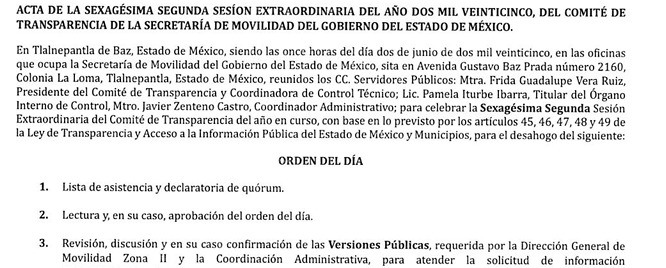 ACTA DE LA SEXAGÉSIMA SEGUNDA SESÍON EXTRAORDINARIA DEL AÑO DOS MIL VEINTICINCO, DEL COMITÉ DE
TRANSPARENCIA DE LA SECRETARÍA DE MOVILIDAD DEL GOBIERNO DEL ESTADO DE MÉXICO.
En Tlalnepantla de Baz, Estado de México, siendo las once horas del día dos de junio de dos mil veinticinco, en las oficinas
que ocupa la Secretaría de Movilidad del Gobierno del Estado de México, sita en Avenida Gustavo Baz Prada número 2160,
Colonia La Loma, Tlalnepantla, Estado de México, reunidos los CC. Servidores Públicos: Mtra. Frida Guadalupe Vera Ruiz,
Presidente del Comité de Transparencia y Coordinadora de Control Técnico; Lic. Pamela Iturbe Ibarra, Titular del Órgano
Interno de Control, Mtro. Javier Zenteno Castro, Coordinador Administrativo; para celebrar la Sexagésima Segunda Sesión
Extraordinaria del Comité de Transparencia del año en curso, con base en lo previsto por los artículos 45, 46, 47, 48 y 49 de
la Ley de Transparencia y Acceso a la Información Pública del Estado de México y Municipios, para el desahogo del siguiente:
ORDEN DEL DÍA
1. Lista de asistencia y declaratoria de quórum.
2. Lectura y, en su caso, aprobación del orden del día.
3. Revisión, discusión y en su caso confirmación de las Versiones Públicas, requerida por la Dirección General de
Movilidad Zona II y la Coordinación Administrativa, para atender la solicitud de información